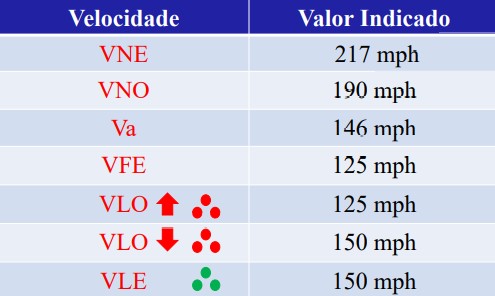 Velocidade Valor Indicado
VNE 217 mph
VNO 190 mph
Va 146 mph
VFE 125 mph
VLO 125 mph
VLO 150 mph
VLE 150 mph